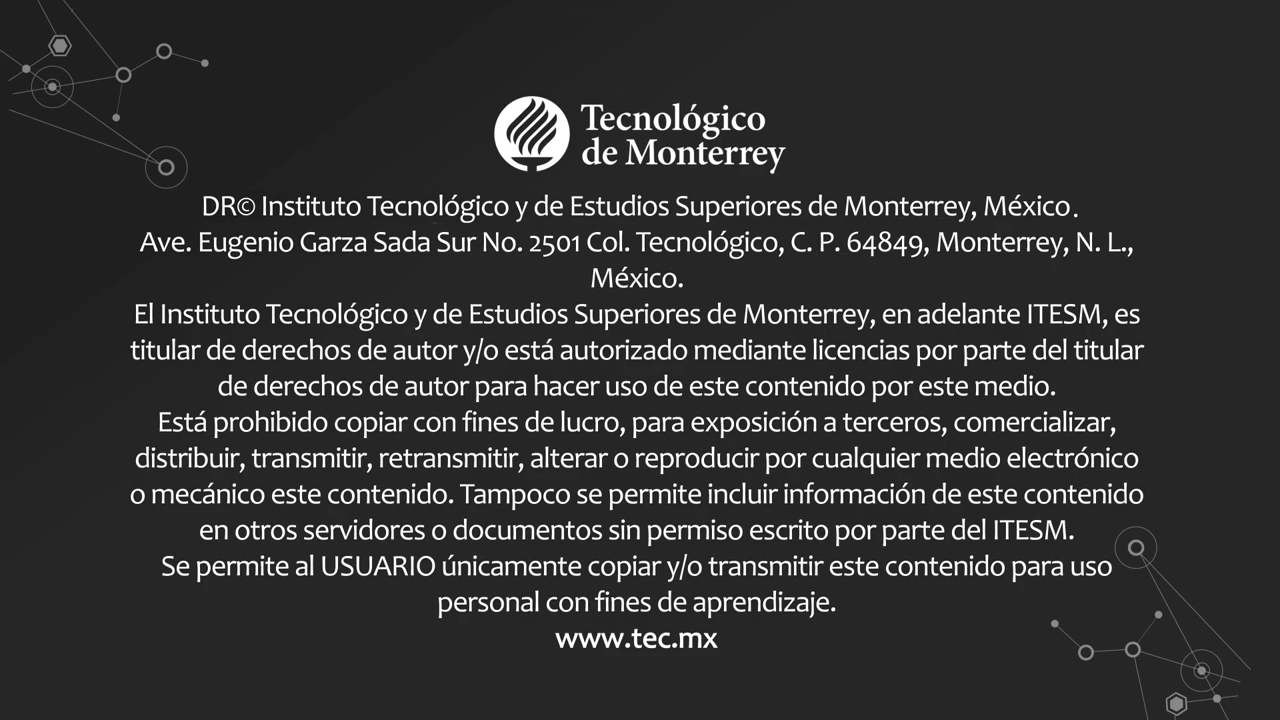 Tecnológico
de Monterrey
DR© Instituto Tecnológico y de Estudios Superiores de Monterrey, México.
Ave. Eugenio Garza Sada Sur No. 2501 Col. Tecnológico, C. P. 64849, Monterrey, N. L.,
México.
El Instituto Tecnológico y de Estudios Superiores de Monterrey, en adelante ITESM, es
titular de derechos de autor y/o está autorizado mediante licencias por parte del titular
de derechos de autor para hacer uso de este contenido por este medio.
Está prohibido copiar con fines de lucro, para exposición a terceros, comercializar,
distribuir, transmitir, retransmitir, alterar o reproducir por cualquier medio electrónico
o mecánico este contenido. Tampoco se permite incluir información de este contenido
en otros servidores o documentos sin permiso escrito por parte del ITESM.
Se permite al USUARIO únicamente copiar y/o transmitir este contenido para uso
personal con fines de aprendizaje.
www.tec.mx